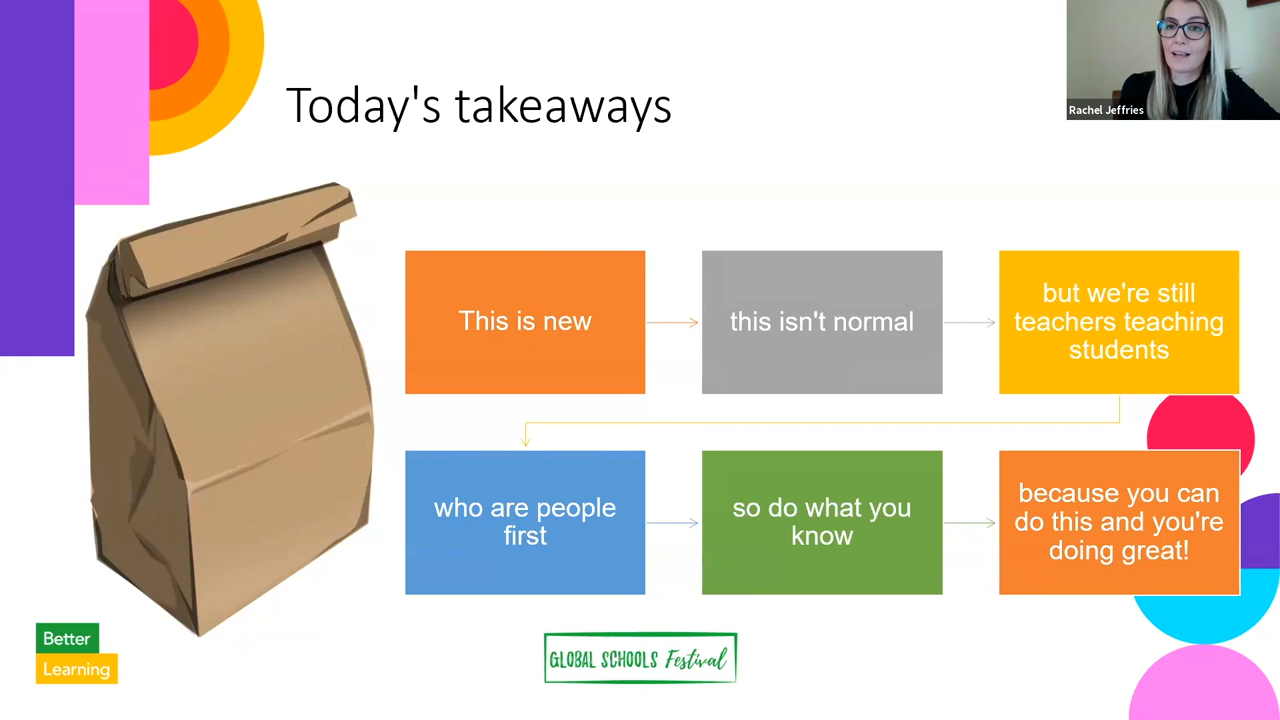 Today's takeaways
Rachel Jeffries
This is new
this isn't normal
but we're still
teachers teaching
students
who are people
first
so do what you
know
because you can
do this and you're
doing great!
Better
Learning
GLOBAL SCHOOLS Festival